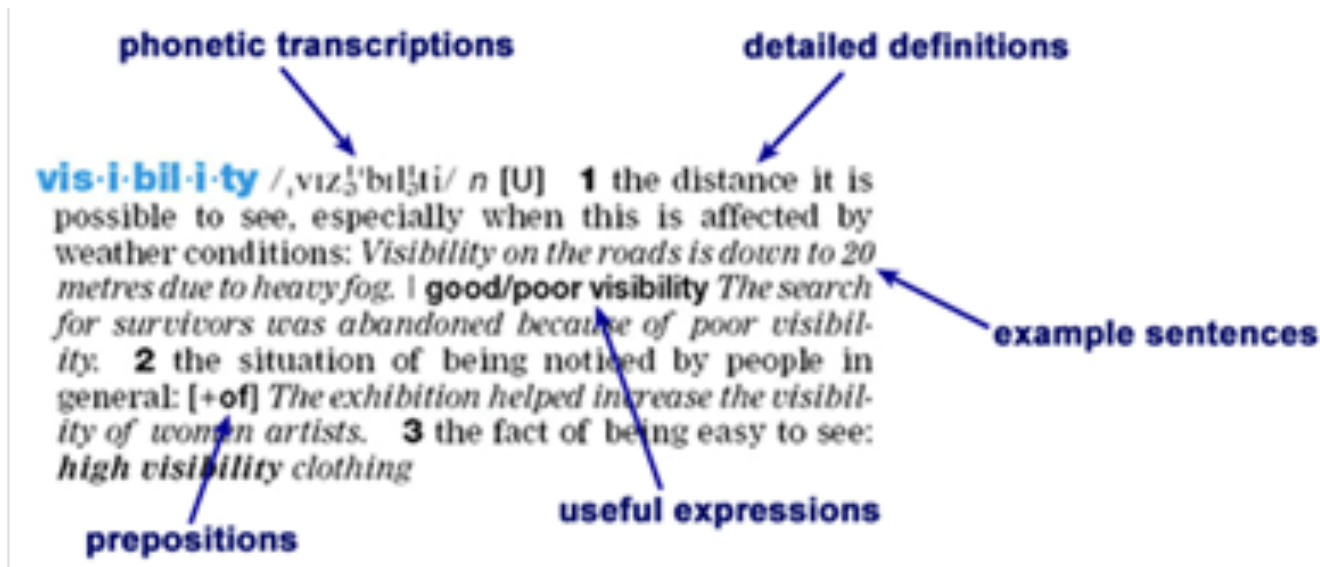 phonetic transcriptions
detailed definitions
vis·i·bil·i·ty /ˌvɪzə̍ˈbɪlə̍ti/ n [U] 1 the distance it is
possible to see, especially when this is affected by
weather conditions: Visibility on the roads is down to 20
metres due to heavy fog. | good/poor visibility The search
for survivors was abandoned because of poor visibil-
ity. 2 the situation of being noticed by people in
general: [+of] The exhibition helped increase the visibil-
ity of women artists. 3 the fact of being easy to see:
high visibility clothing
example sentences
useful expressions
prepositions